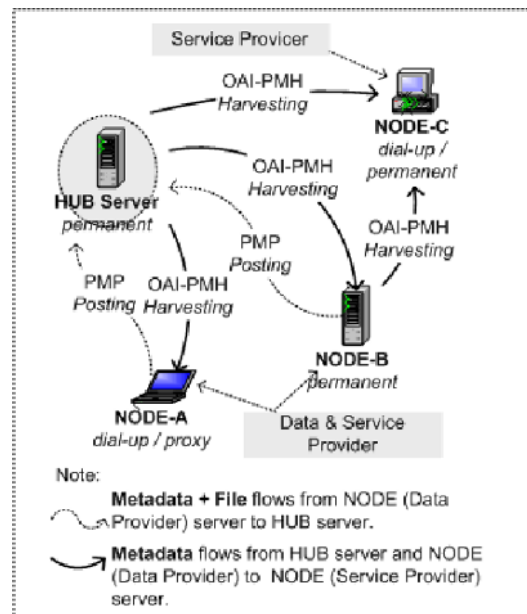 Service Provicer
OAI-PMH
Harvesting
NODE-C
dial-up /
permanent
OAI-PMH
Harvesting
HUB Server
permanent
PMP
Posting
OAI-PMH
Harvesting
PMP
Posting
OAI-PMH
Harvesting
NODE-B
permanent
NODE-A
dial-up / proxy
Data & Service
Provider
Note:
Metadata + File flows from NODE (Data
Provider) server to HUB server.
Metadata flows from HUB server and NODE
(Data Provider) to NODE (Service Provider)
server.